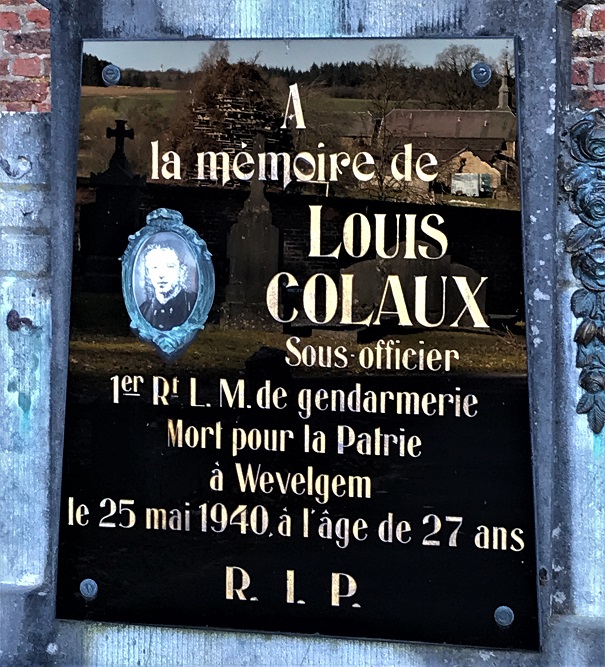 A
la mémoire de
LOUIS
COLAUX
Sous-officier
1er Rt L. M. de gendarmerie
Mort pour la Patrie
à Wevelgem
le 25 mai 1940, à l'âge de 27 ans
R. I. P.